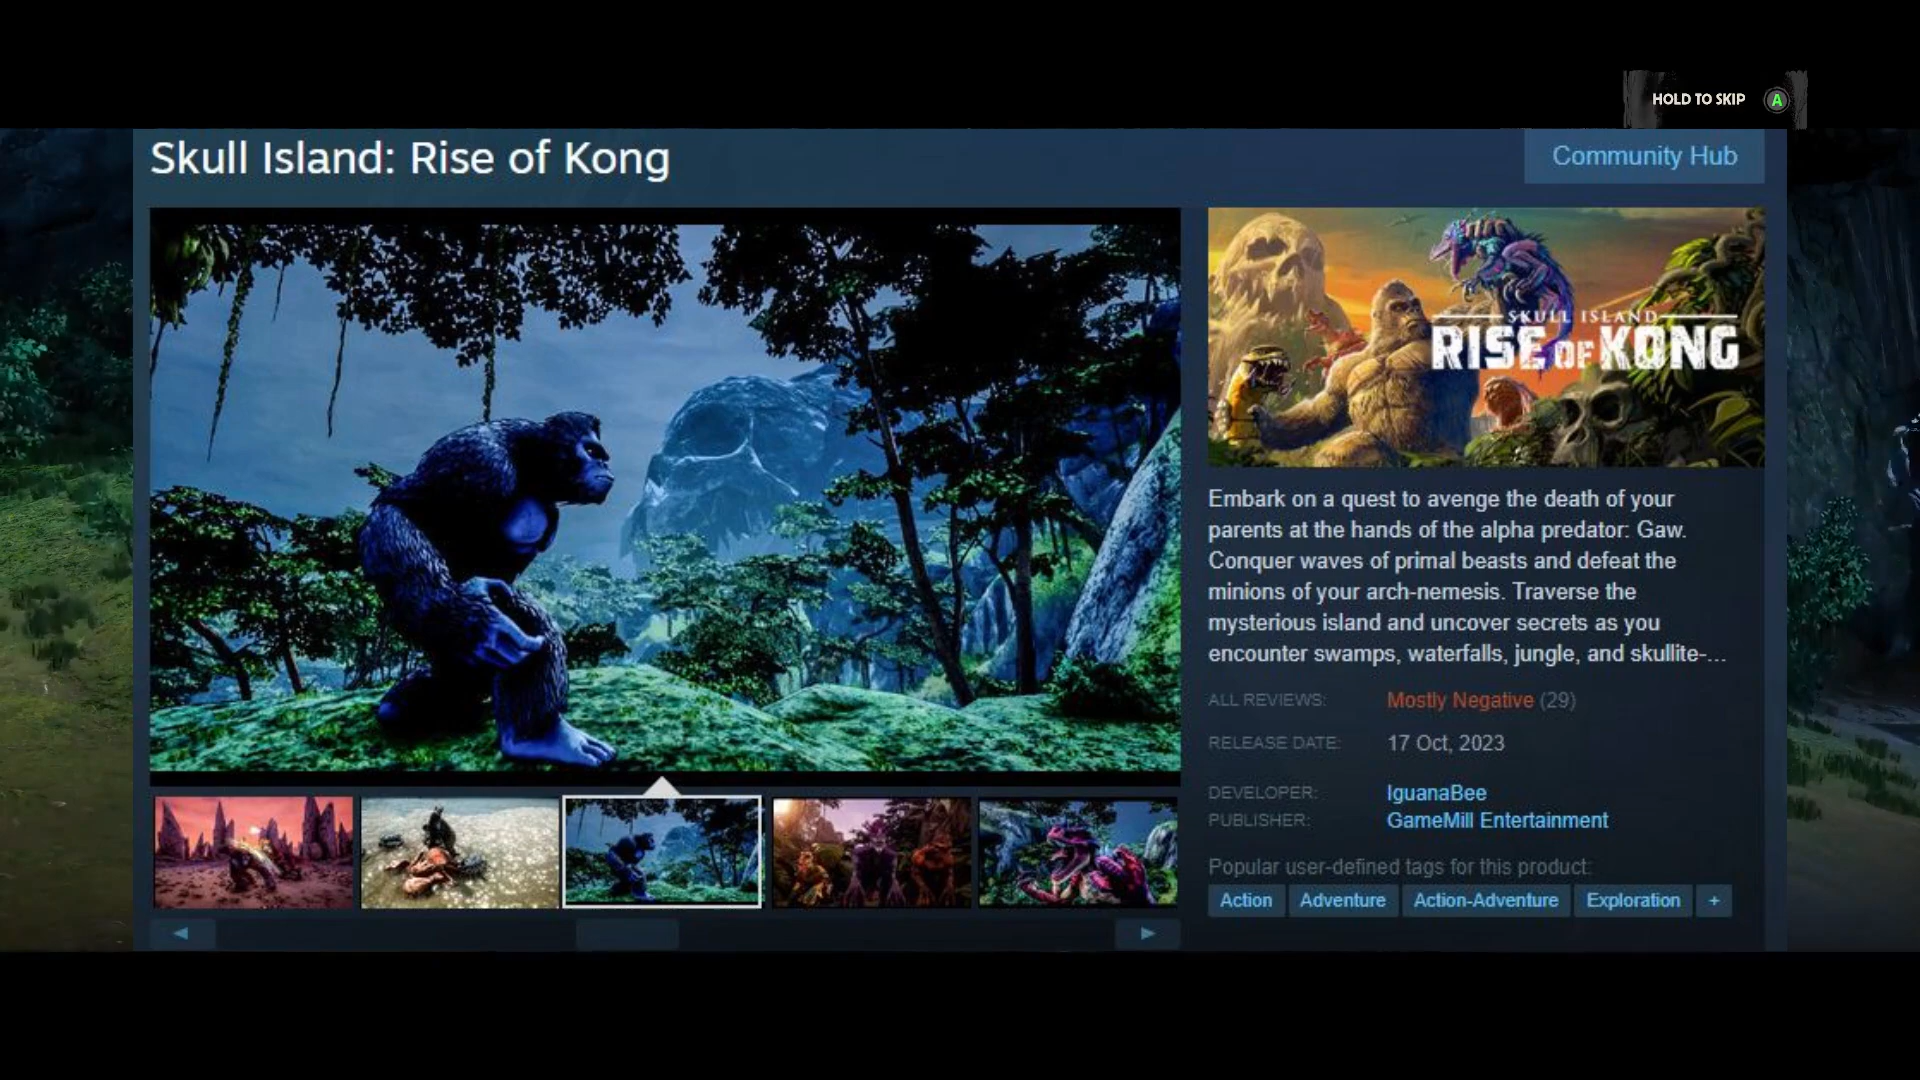 HOLD TO SKIP A
Skull Island: Rise of Kong
Community Hub
SKULL ISLAND
RISE OF KONG
Embark on a quest to avenge the death of your
parents at the hands of the alpha predator: Gaw.
Conquer waves of primal beasts and defeat the
minions of your arch-nemesis. Traverse the
mysterious island and uncover secrets as you
encounter swamps, waterfalls, jungle, and skullite-...
ALL REVIEWS: Mostly Negative (29)
RELEASE DATE: 17 Oct, 2023
DEVELOPER: IguanaBee
PUBLISHER: GameMill Entertainment
Popular user-defined tags for this product:
Action Adventure Action-Adventure Exploration +